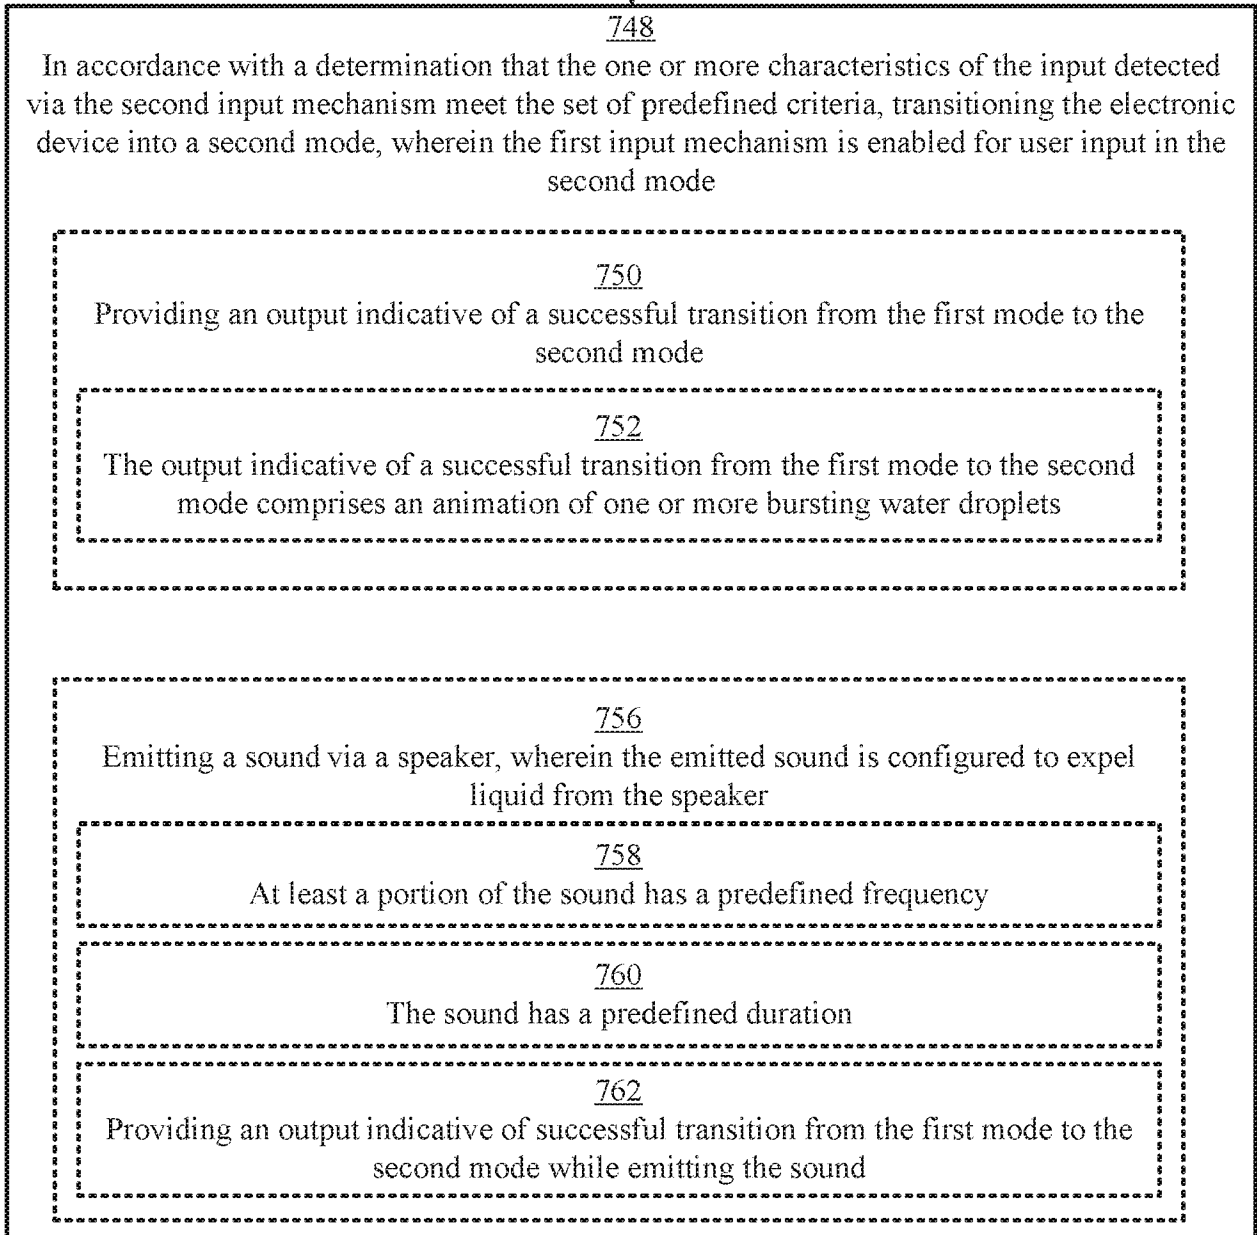 748
In accordance with a determination that the one or more characteristics of the input detected
via the second input mechanism meet the set of predefined criteria, transitioning the electronic
device into a second mode, wherein the first input mechanism is enabled for user input in the
second mode
750
Providing an output indicative of a successful transition from the first mode to the
second mode
752
The output indicative of a successful transition from the first mode to the second
mode comprises an animation of one or more bursting water droplets
756
Emitting a sound via a speaker, wherein the emitted sound is configured to expel
liquid from the speaker
758
At least a portion of the sound has a predefined frequency
760
The sound has a predefined duration
762
Providing an output indicative of successful transition from the first mode to the
second mode while emitting the sound